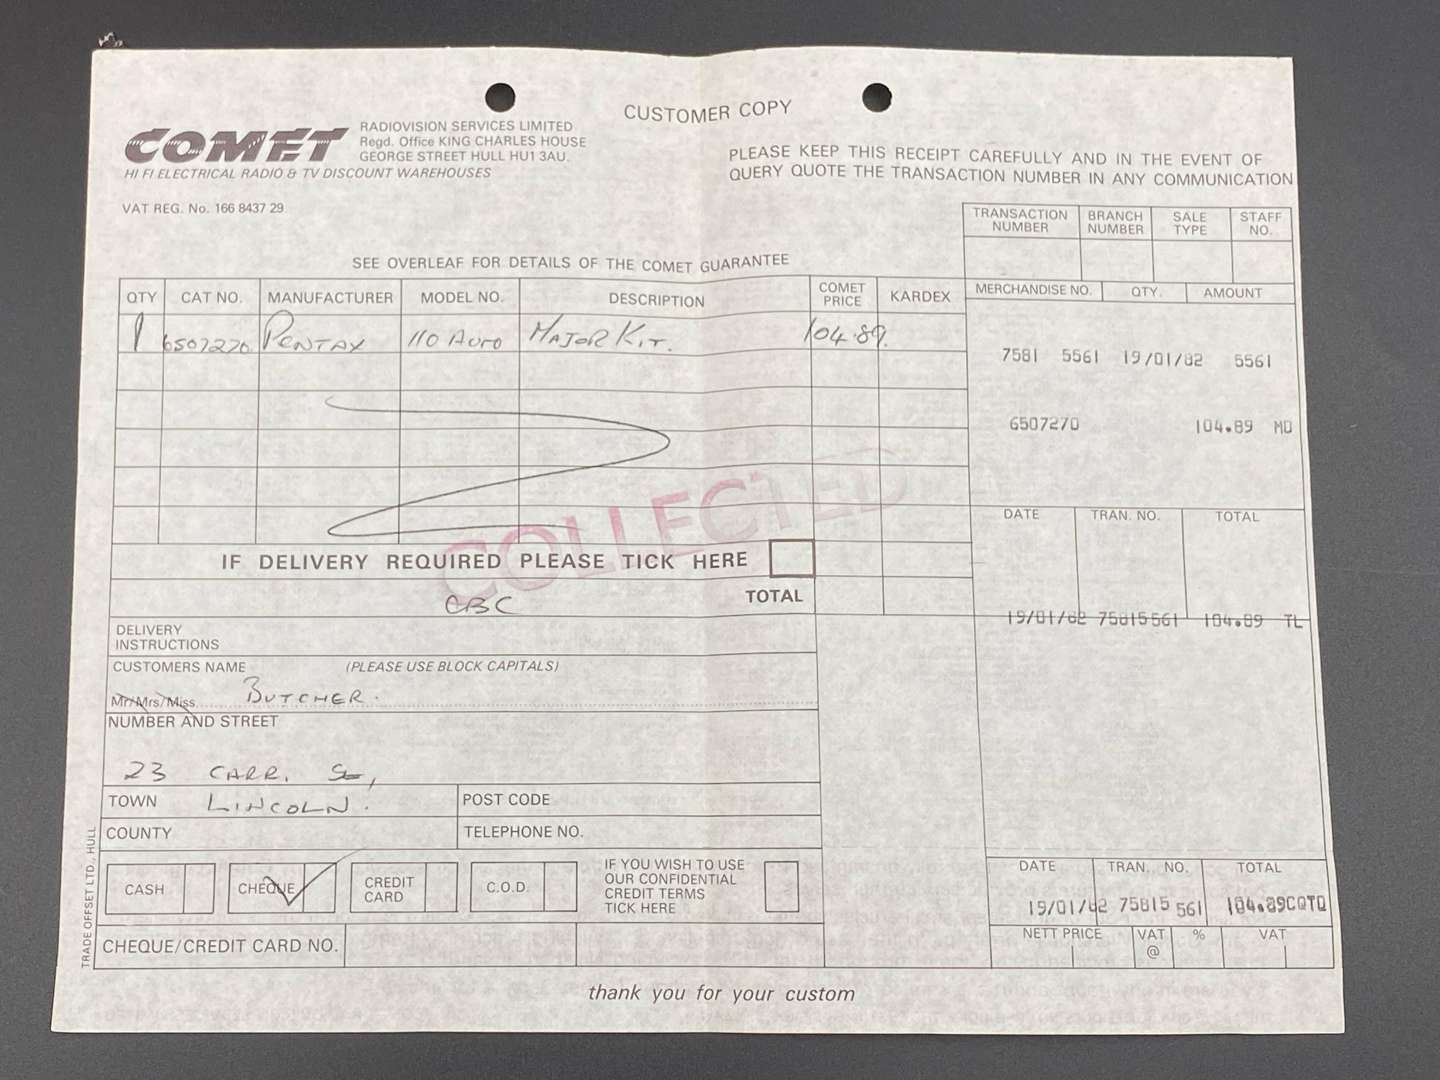 CUSTOMER COPY
COMET
RADIOVISION SERVICES LIMITED
Regd. Office KING CHARLES HOUSE
GEORGE STREET HULL HU1 3AU.
HI FI ELECTRICAL RADIO & TV DISCOUNT WAREHOUSES
VAT REG. No. 166 8437 29
PLEASE KEEP THIS RECEIPT CAREFULLY AND IN THE EVENT OF
QUERY QUOTE THE TRANSACTION NUMBER IN ANY COMMUNICATION
TRANSACTION NUMBER BRANCH NUMBER SALE TYPE STAFF NO.
SEE OVERLEAF FOR DETAILS OF THE COMET GUARANTEE
QTY CAT NO. MANUFACTURER MODEL NO. DESCRIPTION COMET PRICE KARDEX
MERCHANDISE NO. QTY. AMOUNT
1 6507270 PENTAX 110 AUTO MAJOR KIT. 104.89.
7581 5561 19/01/82 5561
6507270 104.89 MD
COLLECTED
DATE TRAN. NO. TOTAL
19/01/82 75815561 104.89 TL
IF DELIVERY REQUIRED PLEASE TICK HERE
CBC
TOTAL
DELIVERY
INSTRUCTIONS
CUSTOMERS NAME (PLEASE USE BLOCK CAPITALS)
Mr/Mrs/Miss BUTCHER.
NUMBER AND STREET
23 CARR. St,
TOWN LINCOLN. POST CODE
COUNTY TELEPHONE NO.
CASH CHEQUE CREDIT CARD C.O.D.
IF YOU WISH TO USE
OUR CONFIDENTIAL
CREDIT TERMS
TICK HERE
DATE TRAN. NO. TOTAL
19/01/82 75815 561 104.89CQTD
NETT PRICE VAT @ % VAT
CHEQUE/CREDIT CARD NO.
thank you for your custom
TRADE OFFSET LTD., HULL